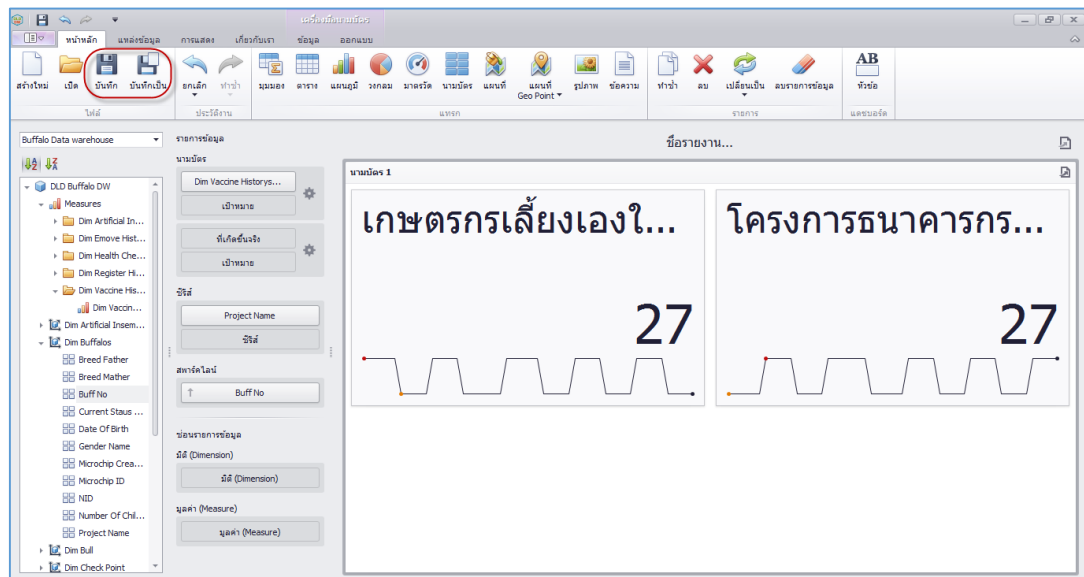 เครื่องมือนามบัตร
หน้าหลัก แหล่งข้อมูล การแสดง เกี่ยวกับเรา ข้อมูล ออกแบบ
สร้างใหม่ เปิด บันทึก บันทึกเป็น ยกเลิก ทำซ้ำ มุมมอง ตาราง แผนภูมิ วงกลม มาตรวัด นามบัตร แผนที่ แผนที่ Geo Point รูปภาพ ข้อความ ทำซ้ำ ลบ เปลี่ยนเป็น ลบรายการข้อมูล AB หัวข้อ
ไฟล์ ประวัติงาน แทรก รายการ แดชบอร์ด
Buffalo Data warehouse
DLD Buffalo DW
Measures
Dim Artificial In...
Dim Emove Hist...
Dim Health Che...
Dim Register Hi...
Dim Vaccine His...
Dim Vaccin...
Dim Artificial Insem...
Dim Buffalos
Breed Father
Breed Mather
Buff No
Current Staus ...
Date Of Birth
Gender Name
Microchip Crea...
Microchip ID
NID
Number Of Chil...
Project Name
Dim Bull
Dim Check Point
รายการข้อมูล
นามบัตร
Dim Vaccine Historys...
เป้าหมาย
ที่เกิดขึ้นจริง
เป้าหมาย
ซีรีส์
Project Name
ซีรีส์
สพาร์คไลน์
Buff No
ซ่อนรายการข้อมูล
มิติ (Dimension)
มิติ (Dimension)
มูลค่า (Measure)
มูลค่า (Measure)
ชื่อรายงาน...
นามบัตร 1
เกษตรกรเลี้ยงเองใ...
27
โครงการธนาคารกร...
27